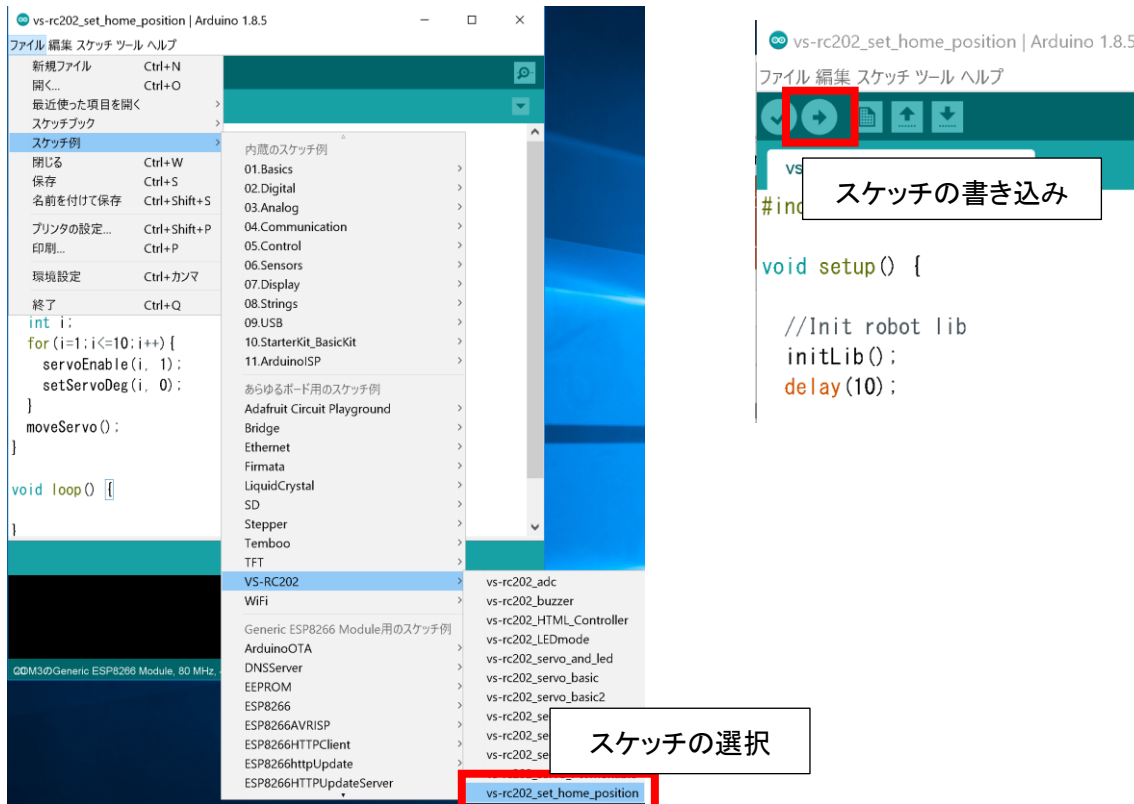 vs-rc202_set_home_position | Arduino 1.8.5
ファイル 編集 スケッチ ツール ヘルプ
新規ファイル Ctrl+N
開く... Ctrl+O
最近使った項目を開く
スケッチブック
スケッチ例
閉じる Ctrl+W
保存 Ctrl+S
名前を付けて保存 Ctrl+Shift+S
プリンタの設定... Ctrl+Shift+P
印刷... Ctrl+P
環境設定 Ctrl+カンマ
終了 Ctrl+Q
int i;
for(i=1;i<=10;i++){
servoEnable(i, 1);
setServoDeg(i, 0);
}
moveServo();
}
void loop() {
}
Generic ESP8266 Module, 80 MHz,
内蔵のスケッチ例
01.Basics
02.Digital
03.Analog
04.Communication
05.Control
06.Sensors
07.Display
08.Strings
09.USB
10.StarterKit_BasicKit
11.ArduinoISP
あらゆるボード用のスケッチ例
Adafruit Circuit Playground
Bridge
Ethernet
Firmata
LiquidCrystal
SD
Stepper
Temboo
TFT
VS-RC202
WiFi
Generic ESP8266 Module用のスケッチ例
ArduinoOTA
DNSServer
EEPROM
ESP8266
ESP8266AVRISP
ESP8266HTTPClient
ESP8266httpUpdate
ESP8266HTTPUpdateServer
vs-rc202_adc
vs-rc202_buzzer
vs-rc202_HTML_Controller
vs-rc202_LEDmode
vs-rc202_servo_and_led
vs-rc202_servo_basic
vs-rc202_servo_basic2
vs-rc202_se
vs-rc202_se
vs-rc202_se
vs-rc202_set_home_position
スケッチの選択
vs-rc202_set_home_position | Arduino 1.8.5
ファイル 編集 スケッチ ツール ヘルプ
vs
スケッチの書き込み
#inc
void setup() {
//Init robot lib
initLib();
delay(10);